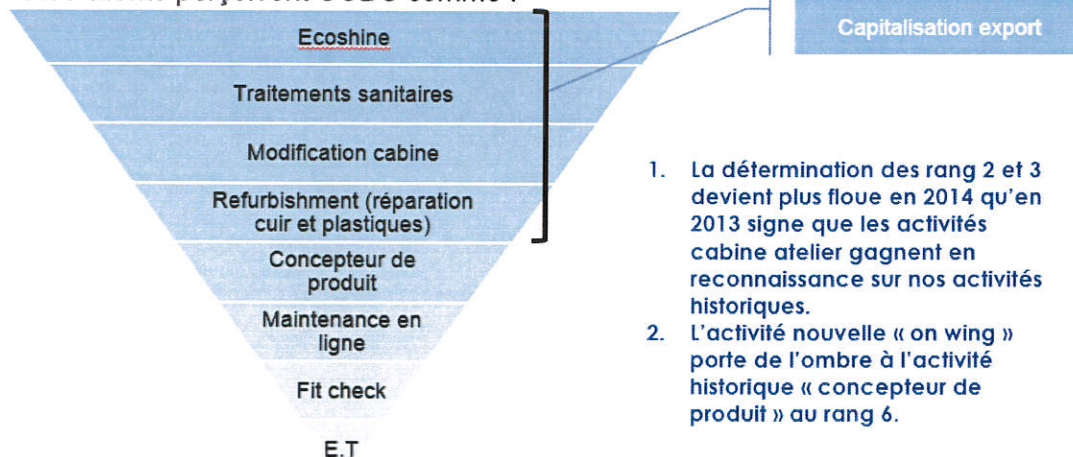 Ecoshine
Traitements sanitaires
Modification cabine
Refurbishment (réparation
cuir et plastiques)
Concepteur de
produit
Maintenance en
ligne
Fit check
E.T
Capitalisation export
1. La détermination des rang 2 et 3
devient plus floue en 2014 qu'en
2013 signe que les activités
cabine atelier gagnent en
reconnaissance sur nos activités
historiques.
2. L'activité nouvelle « on wing »
porte de l'ombre à l'activité
historique « concepteur de
produit » au rang 6.